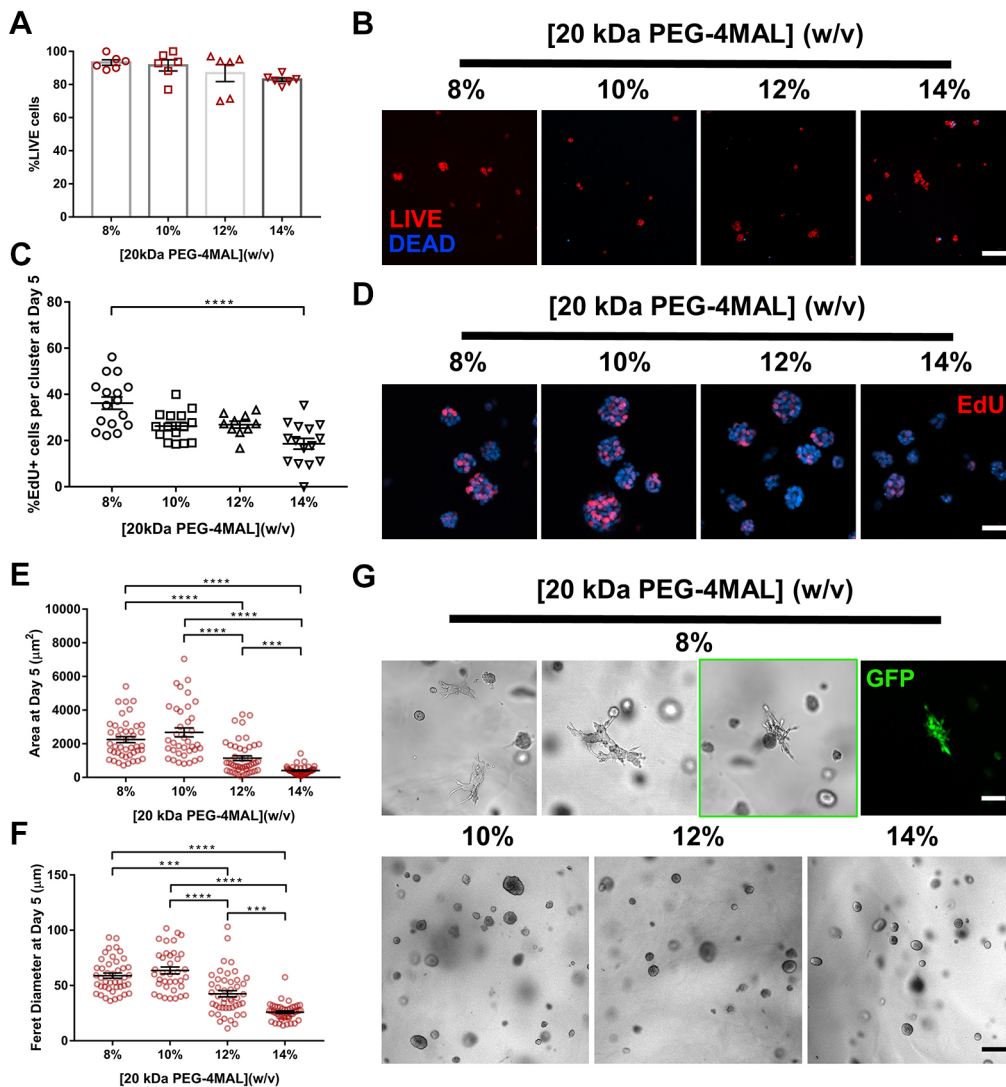 A
%LIVE cells
100
80
60
40
20
0
8%
10%
12%
14%
[20kDa PEG-4MAL](w/v)
B
[20 kDa PEG-4MAL] (w/v)
8%
10%
12%
14%
LIVE
DEAD
C
%EdU+ cells per cluster at Day 5
80
60
40
20
0
****
8%
10%
12%
14%
[20kDa PEG-4MAL](w/v)
D
[20 kDa PEG-4MAL] (w/v)
8%
10%
12%
14%
EdU
E
Area at Day 5 (μm²)
10000
8000
6000
4000
2000
0
****
****
****
****
***
8%
10%
12%
14%
[20 kDa PEG-4MAL](w/v)
F
Feret Diameter at Day 5 (μm)
150
100
50
0
****
***
****
****
***
8%
10%
12%
14%
[20 kDa PEG-4MAL](w/v)
G
[20 kDa PEG-4MAL] (w/v)
8%
GFP
10%
12%
14%